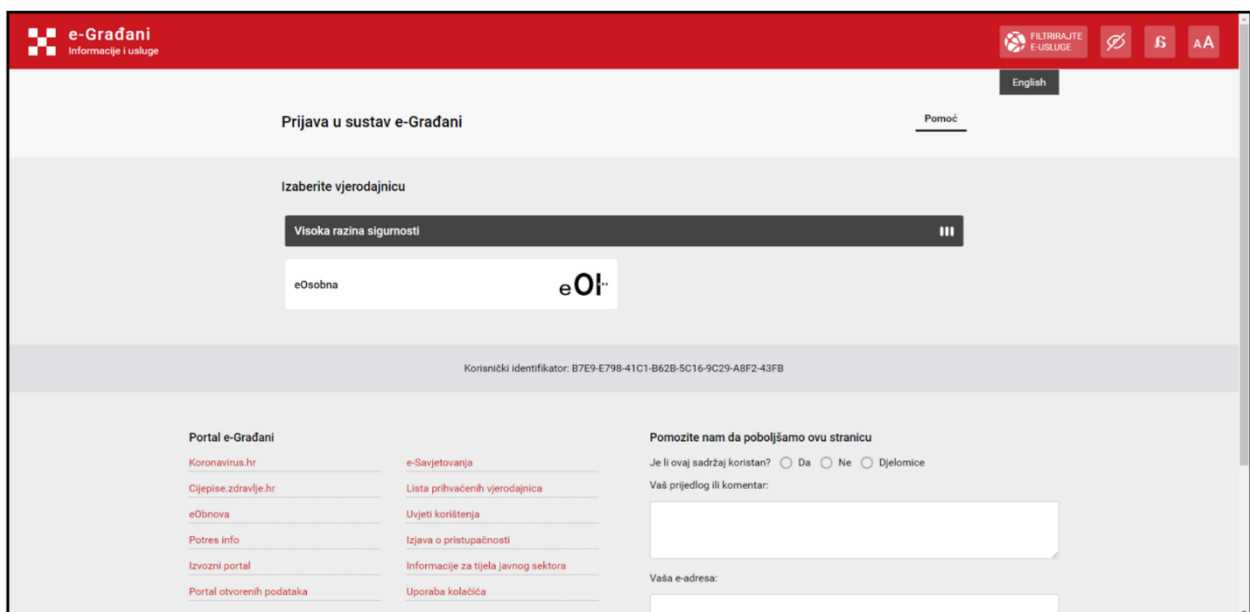 e-Građani
Informacije i usluge
FILTRIRAJTE
E-USLUGE
AA
English
Prijava u sustav e-Građani
Pomoć
Izaberite vjerodajnicu
Visoka razina sigurnosti
eOsobna
Korisnički identifikator: B7E9-E798-41C1-B62B-5C16-9C29-A8F2-43FB
Portal e-Građani
Koronavirus.hr
Cijepise.zdravlje.hr
eObnova
Potres info
Izvozni portal
Portal otvorenih podataka
e-Savjetovanja
Lista prihvaćenih vjerodajnica
Uvjeti korištenja
Izjava o pristupačnosti
Informacije za tijela javnog sektora
Uporaba kolačića
Pomozite nam da poboljšamo ovu stranicu
Je li ovaj sadržaj koristan? Da Ne Djelomice
Vaš prijedlog ili komentar:
Vaša e-adresa: